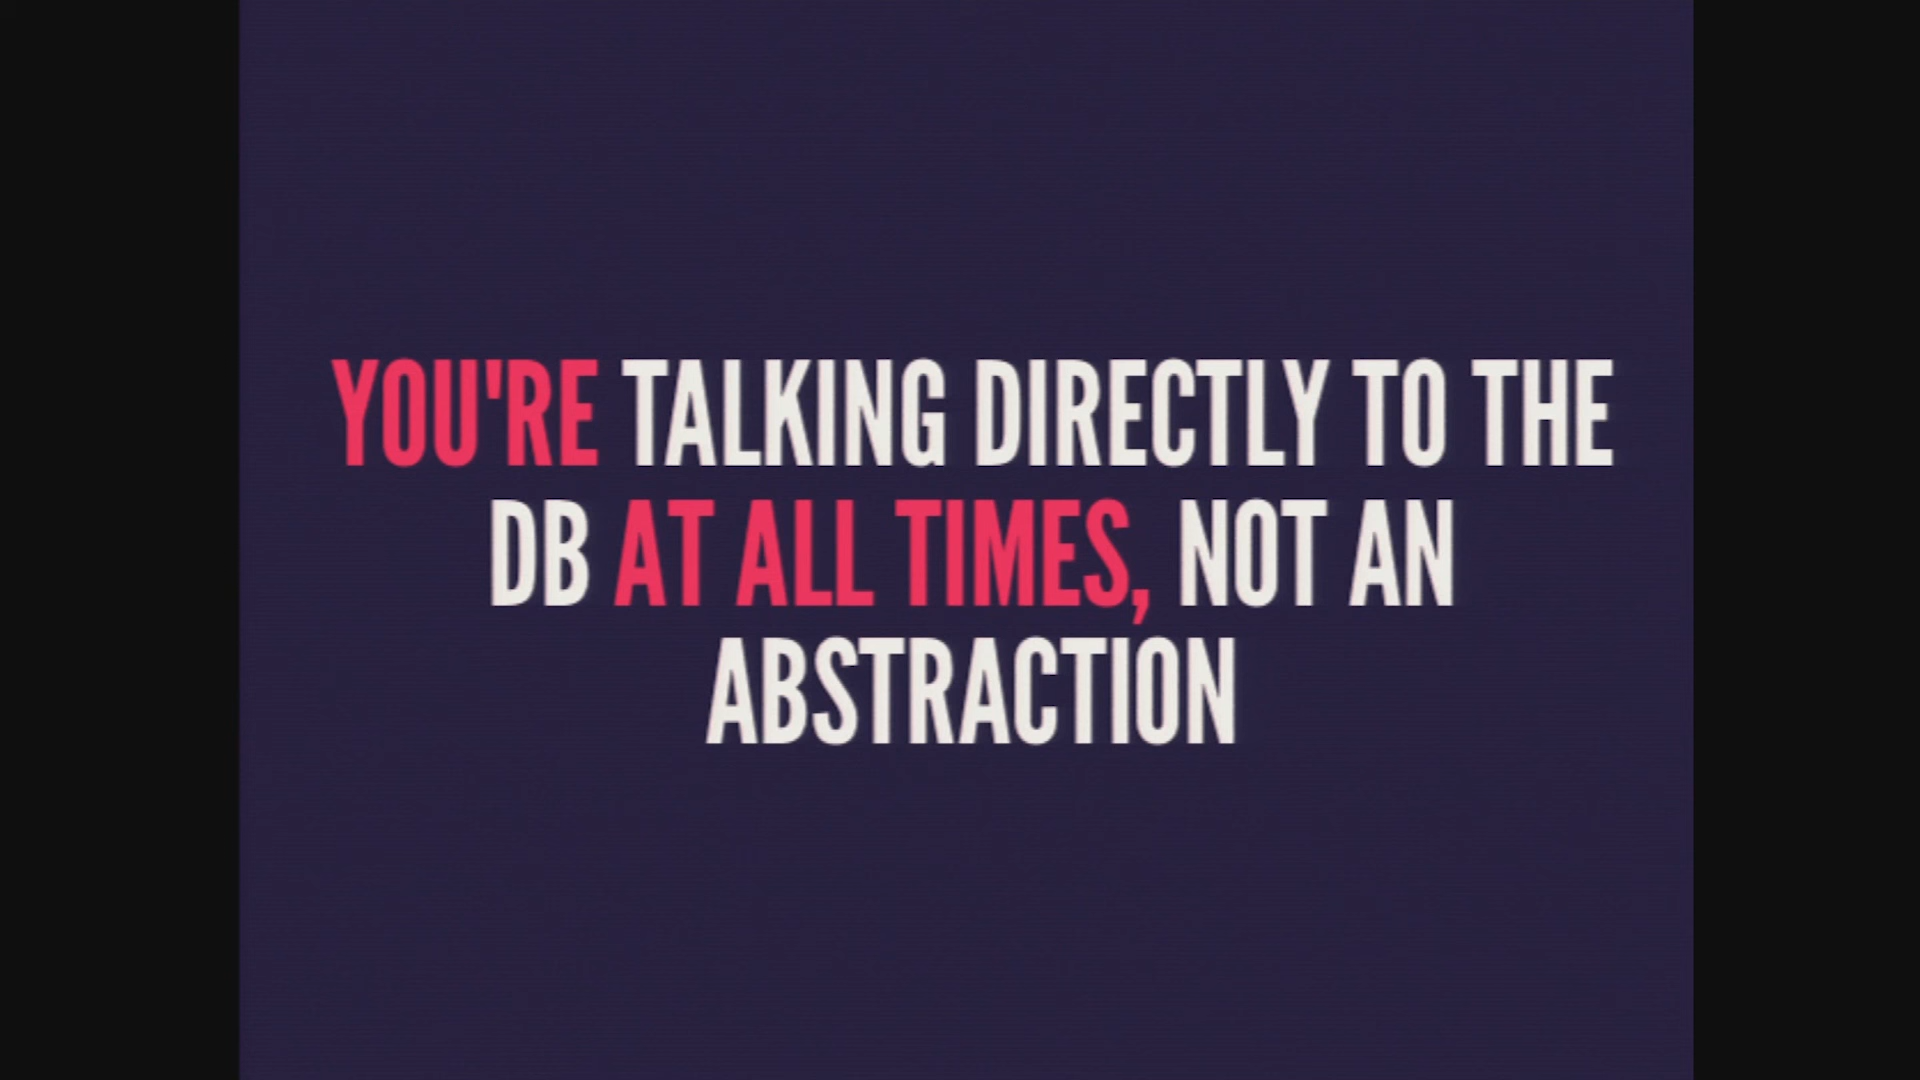 YOU'RE TALKING DIRECTLY TO THE
DB AT ALL TIMES, NOT AN
ABSTRACTION